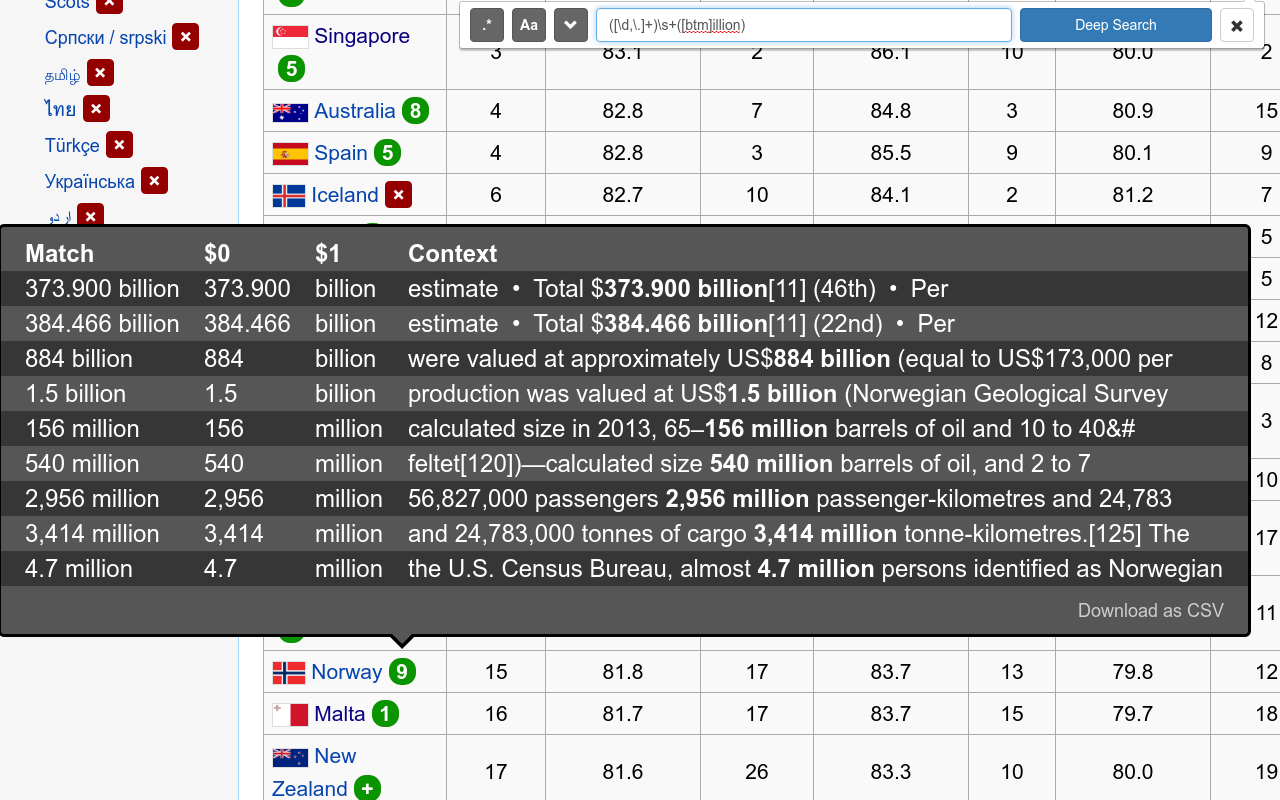 Scots
Српски / srpski
தமிழ்
ไทย
Türkçe
Українська
اردو
.* Aa ([\d,\.]+)\s+([btm]illion) Deep Search
Singapore 5 3 83.1 2 86.1 10 80.0 2
Australia 8 4 82.8 7 84.8 3 80.9 15
Spain 5 4 82.8 3 85.5 9 80.1 9
Iceland 6 82.7 10 84.1 2 81.2 7
5
5
12
8
3
10
17
11
Match $0 $1 Context
373.900 billion 373.900 billion estimate • Total $373.900 billion[11] (46th) • Per
384.466 billion 384.466 billion estimate • Total $384.466 billion[11] (22nd) • Per
884 billion 884 billion were valued at approximately US$884 billion (equal to US$173,000 per
1.5 billion 1.5 billion production was valued at US$1.5 billion (Norwegian Geological Survey
156 million 156 million calculated size in 2013, 65–156 million barrels of oil and 10 to 40&#
540 million 540 million feltet[120])—calculated size 540 million barrels of oil, and 2 to 7
2,956 million 2,956 million 56,827,000 passengers 2,956 million passenger-kilometres and 24,783
3,414 million 3,414 million and 24,783,000 tonnes of cargo 3,414 million tonne-kilometres.[125] The
4.7 million 4.7 million the U.S. Census Bureau, almost 4.7 million persons identified as Norwegian
Download as CSV
Norway 9 15 81.8 17 83.7 13 79.8 12
Malta 1 16 81.7 17 83.7 15 79.7 18
New
Zealand + 17 81.6 26 83.3 10 80.0 19